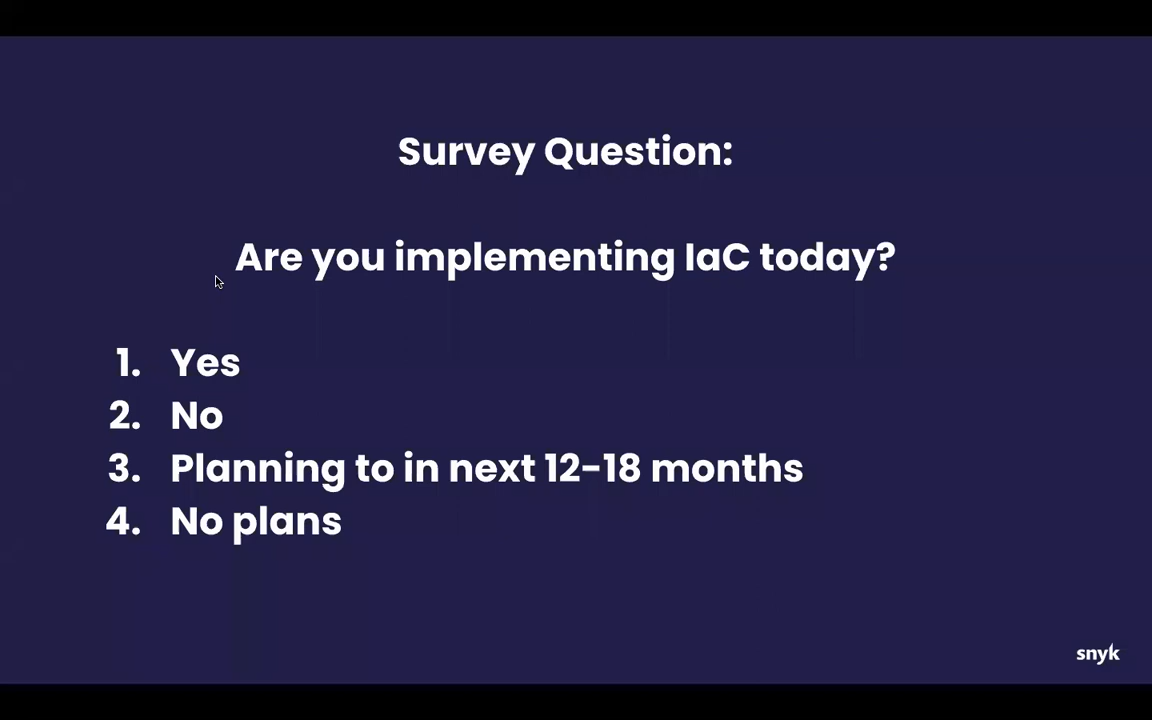 Survey Question:
Are you implementing IaC today?
1. Yes
2. No
3. Planning to in next 12-18 months
4. No plans
snyk